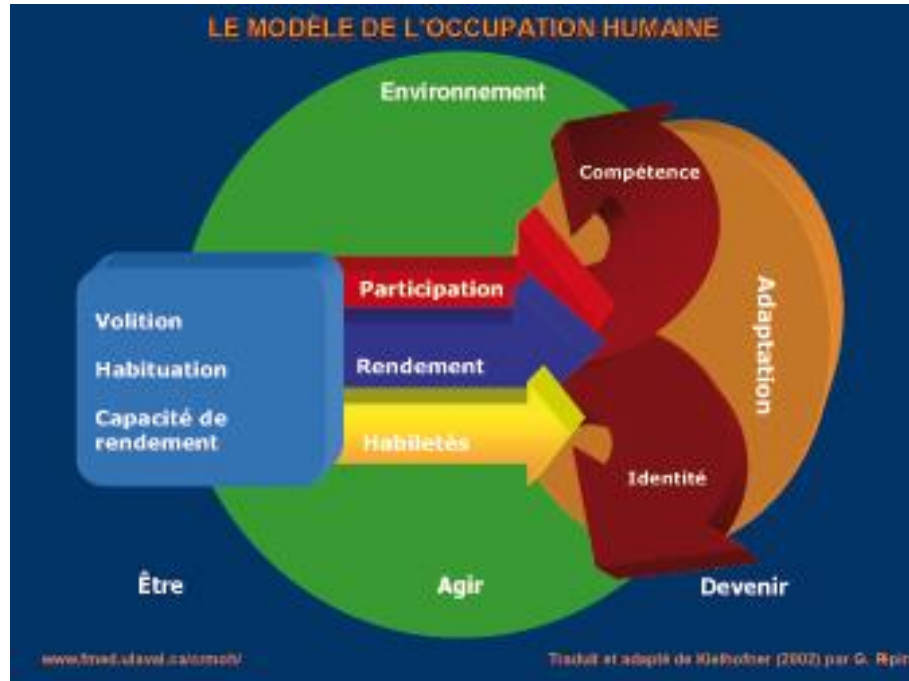 LE MODÈLE DE L'OCCUPATION HUMAINE
Environnement
Compétence
Participation
Volition
Adaptation
Rendement
Habituation
Capacité de
rendement
Habiletés
Identité
Être
Agir
Devenir
www.fmed.ulaval.ca/crmoh/
Traduit et adapté de Kielhofner (2002) par G. Pépin